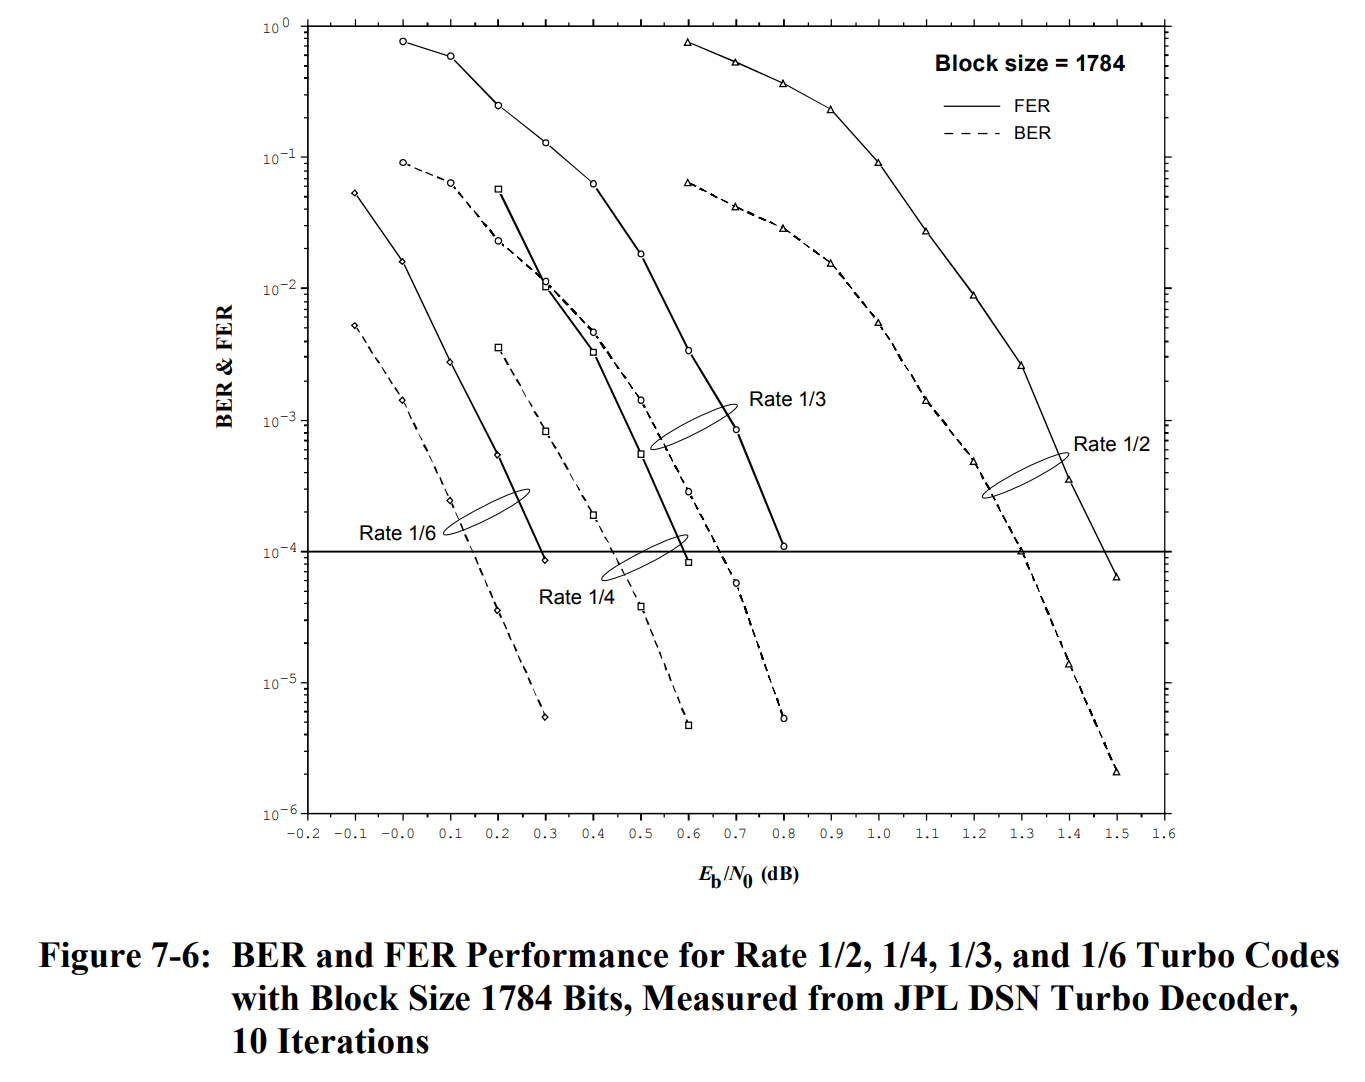 10^0
10^-1
10^-2
10^-3
10^-4
10^-5
10^-6
BER & FER
Block size = 1784
FER
BER
Rate 1/3
Rate 1/2
Rate 1/6
Rate 1/4
-0.2 -0.1 -0.0 0.1 0.2 0.3 0.4 0.5 0.6 0.7 0.8 0.9 1.0 1.1 1.2 1.3 1.4 1.5 1.6
Eb/N0 (dB)
Figure 7-6: BER and FER Performance for Rate 1/2, 1/4, 1/3, and 1/6 Turbo Codes
with Block Size 1784 Bits, Measured from JPL DSN Turbo Decoder,
10 Iterations